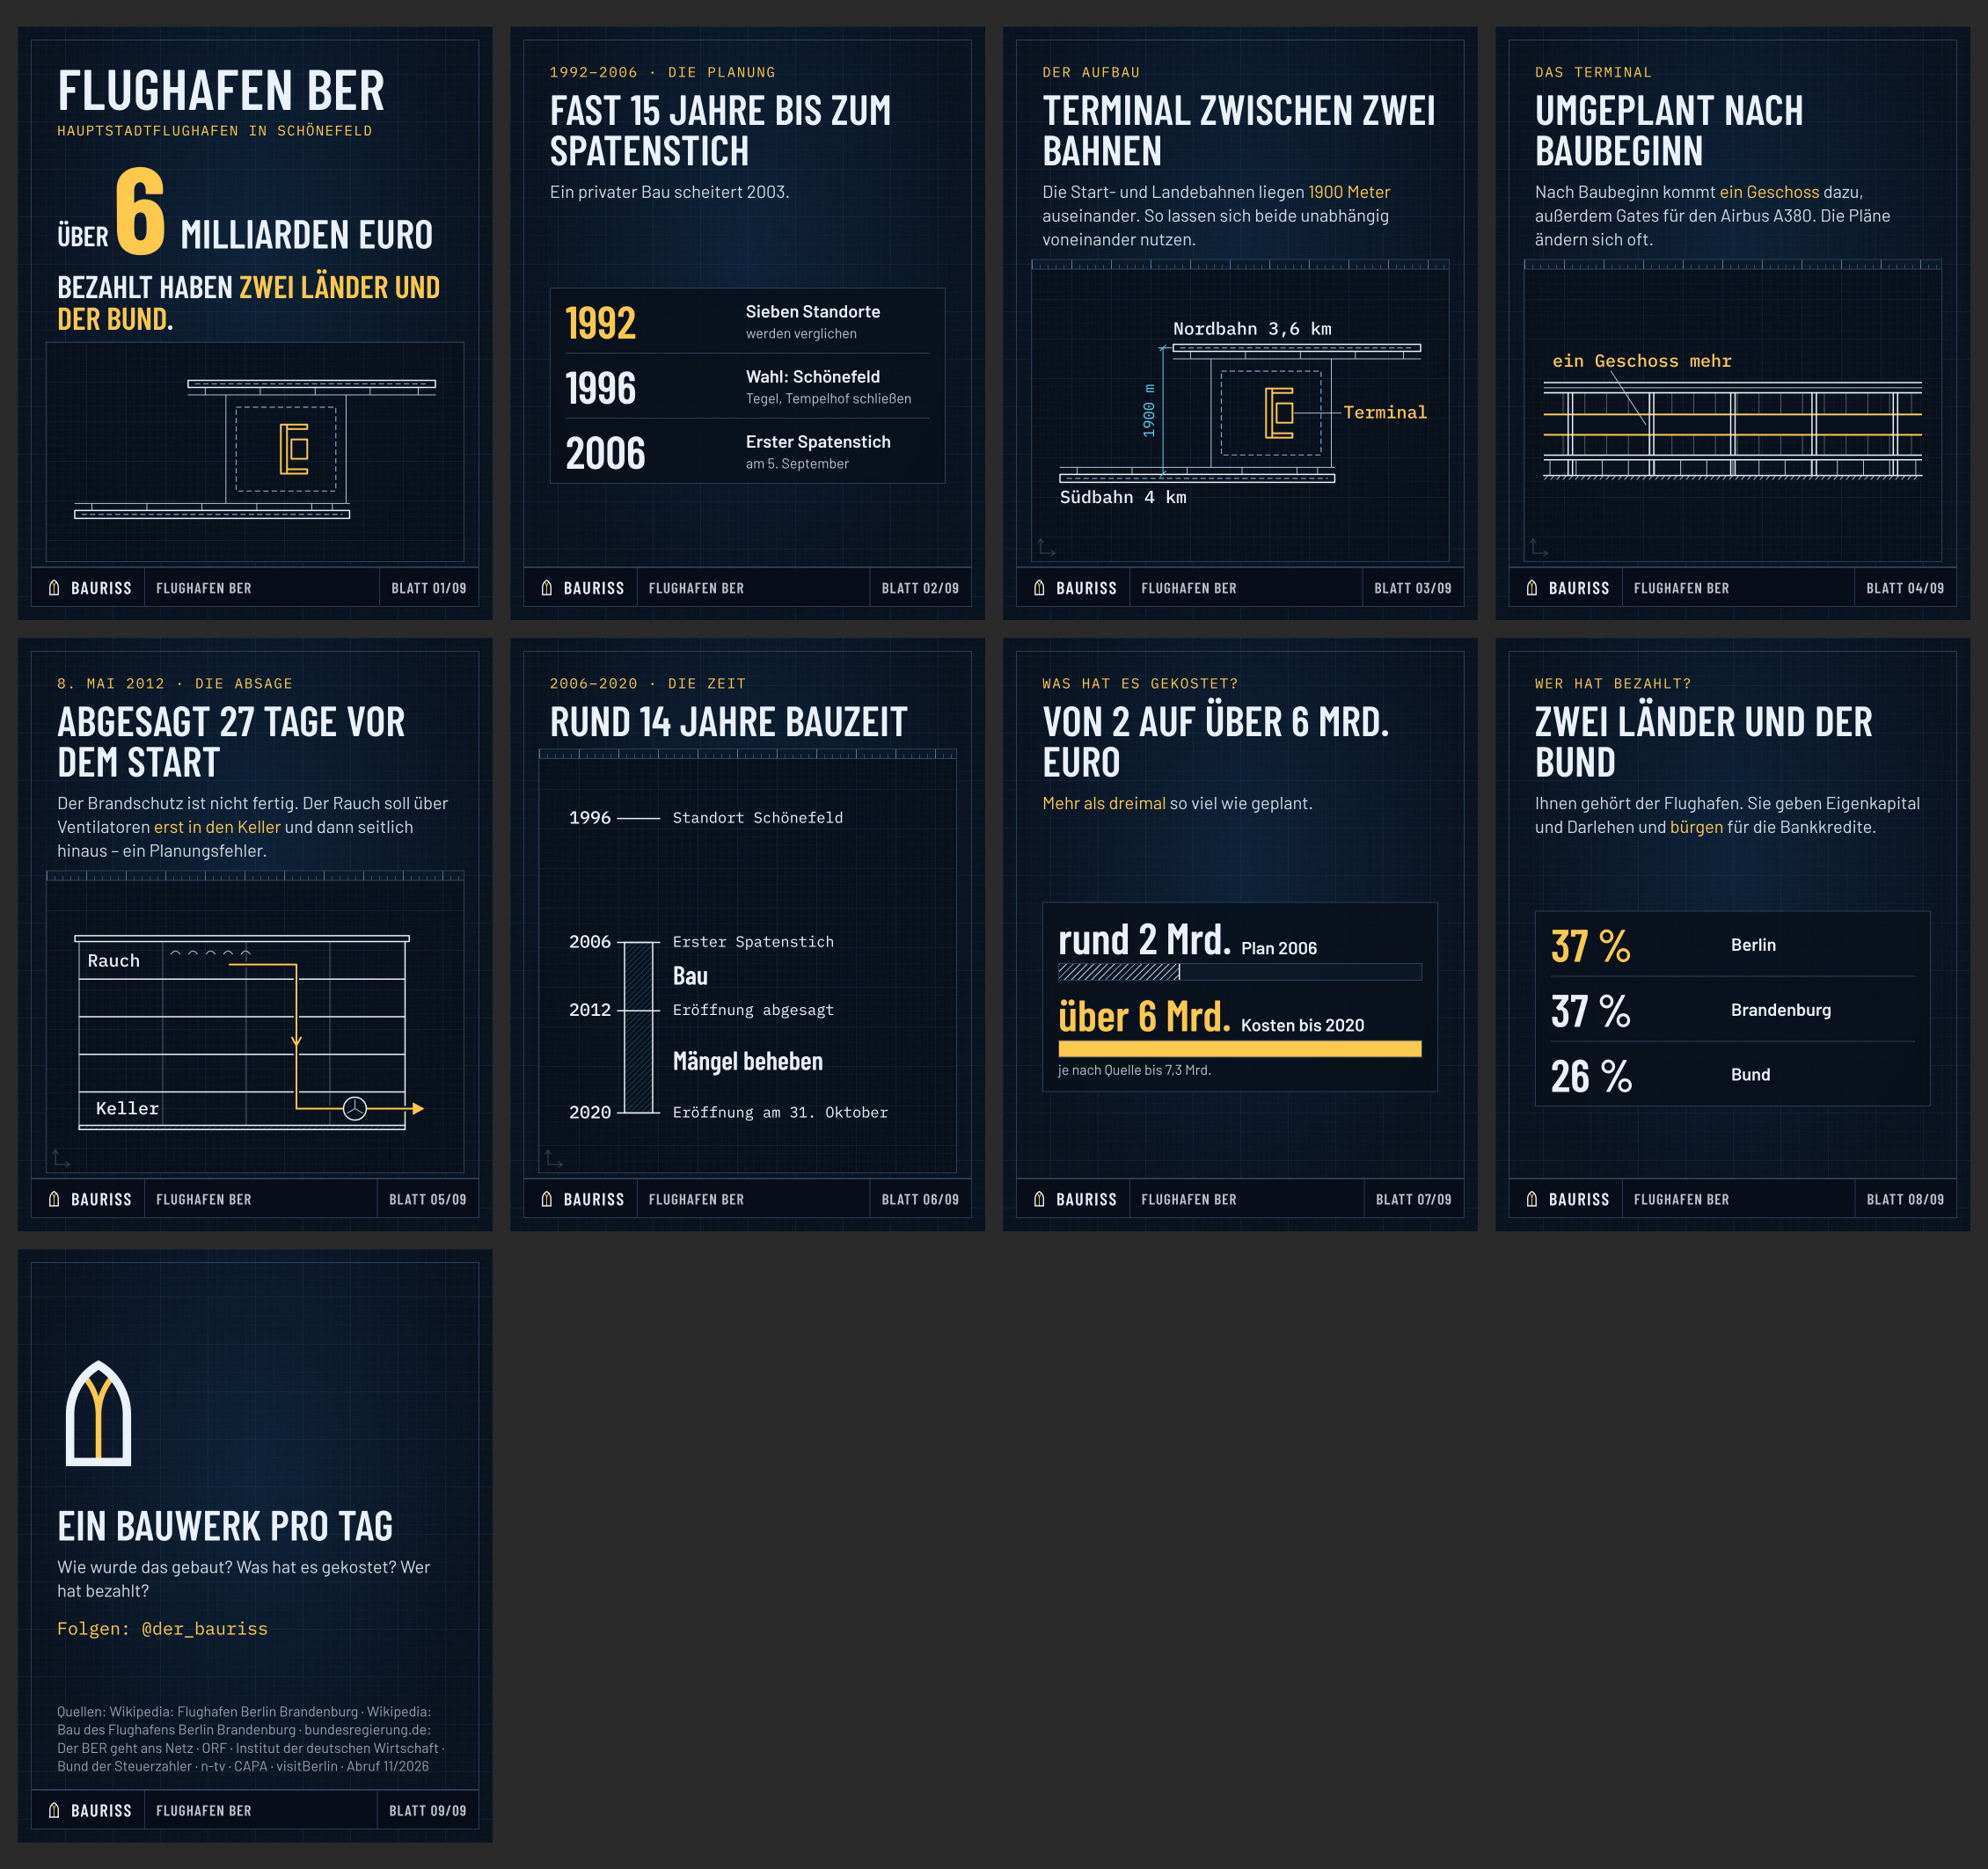 FLUGHAFEN BER
HAUPTSTADTFLUGHAFEN IN SCHÖNEFELD
ÜBER 6 MILLIARDEN EURO
BEZAHLT HABEN ZWEI LÄNDER UND
DER BUND.
BAURISS FLUGHAFEN BER BLATT 01/09
1992–2006 · DIE PLANUNG
FAST 15 JAHRE BIS ZUM
SPATENSTICH
Ein privater Bau scheitert 2003.
1992 Sieben Standorte
werden verglichen
1996 Wahl: Schönefeld
Tegel, Tempelhof schließen
2006 Erster Spatenstich
am 5. September
BAURISS FLUGHAFEN BER BLATT 02/09
DER AUFBAU
TERMINAL ZWISCHEN ZWEI
BAHNEN
Die Start- und Landebahnen liegen 1900 Meter
auseinander. So lassen sich beide unabhängig
voneinander nutzen.
Nordbahn 3,6 km
1900 m
Terminal
Südbahn 4 km
BAURISS FLUGHAFEN BER BLATT 03/09
DAS TERMINAL
UMGEPLANT NACH
BAUBEGINN
Nach Baubeginn kommt ein Geschoss dazu,
außerdem Gates für den Airbus A380. Die Pläne
ändern sich oft.
ein Geschoss mehr
BAURISS FLUGHAFEN BER BLATT 04/09
8. MAI 2012 · DIE ABSAGE
ABGESAGT 27 TAGE VOR
DEM START
Der Brandschutz ist nicht fertig. Der Rauch soll über
Ventilatoren erst in den Keller und dann seitlich
hinaus – ein Planungsfehler.
Rauch
Keller
BAURISS FLUGHAFEN BER BLATT 05/09
2006–2020 · DIE ZEIT
RUND 14 JAHRE BAUZEIT
1996 Standort Schönefeld
2006 Erster Spatenstich
Bau
2012 Eröffnung abgesagt
Mängel beheben
2020 Eröffnung am 31. Oktober
BAURISS FLUGHAFEN BER BLATT 06/09
WAS HAT ES GEKOSTET?
VON 2 AUF ÜBER 6 MRD.
EURO
Mehr als dreimal so viel wie geplant.
rund 2 Mrd. Plan 2006
über 6 Mrd. Kosten bis 2020
je nach Quelle bis 7,3 Mrd.
BAURISS FLUGHAFEN BER BLATT 07/09
WER HAT BEZAHLT?
ZWEI LÄNDER UND DER
BUND
Ihnen gehört der Flughafen. Sie geben Eigenkapital
und Darlehen und bürgen für die Bankkredite.
37 % Berlin
37 % Brandenburg
26 % Bund
BAURISS FLUGHAFEN BER BLATT 08/09
EIN BAUWERK PRO TAG
Wie wurde das gebaut? Was hat es gekostet? Wer
hat bezahlt?
Folgen: @der_bauriss
Quellen: Wikipedia: Flughafen Berlin Brandenburg · Wikipedia:
Bau des Flughafens Berlin Brandenburg · bundesregierung.de:
Der BER geht ans Netz · ORF · Institut der deutschen Wirtschaft ·
Bund der Steuerzahler · n-tv · CAPA · visitBerlin · Abruf 11/2026
BAURISS FLUGHAFEN BER BLATT 09/09